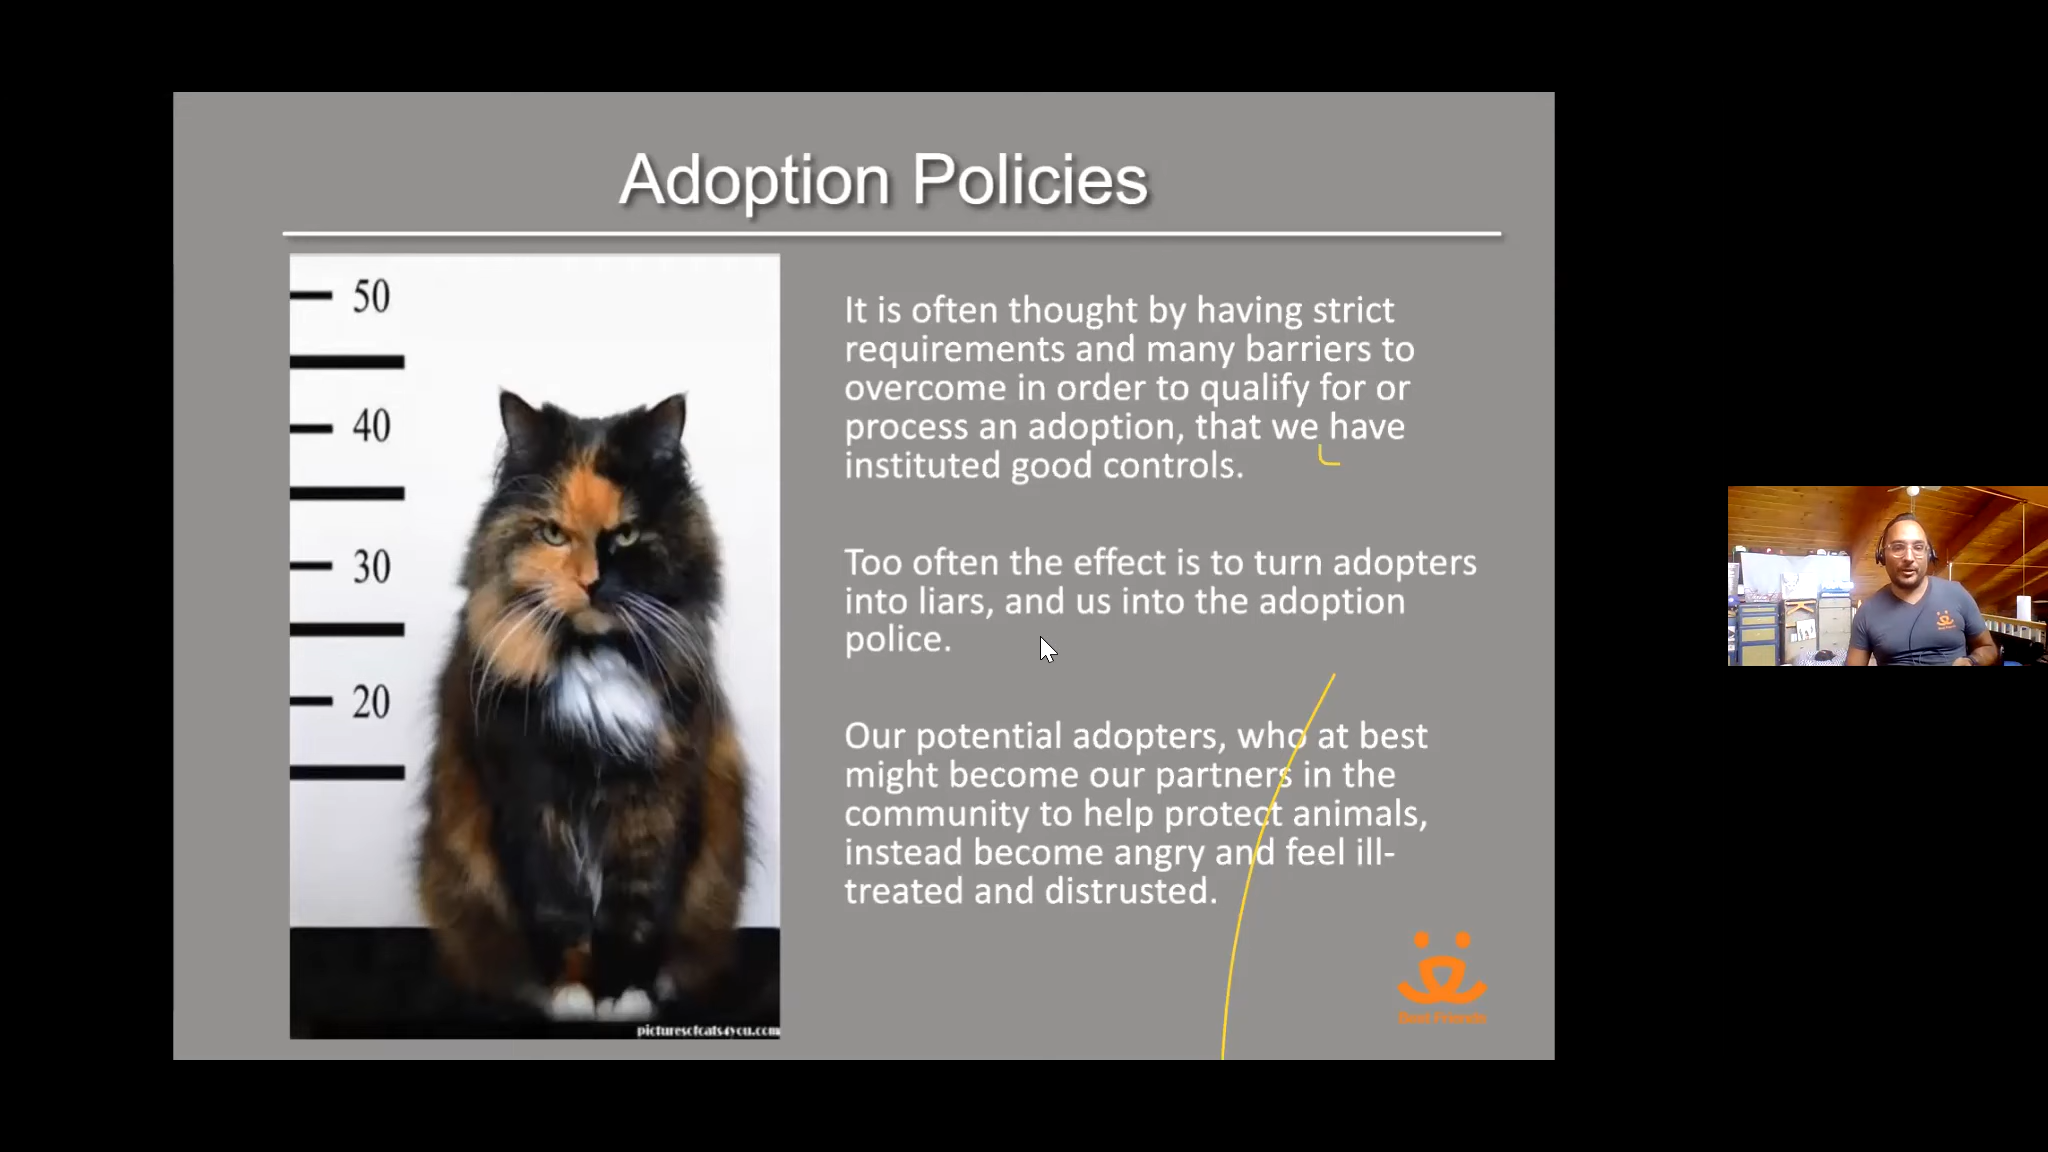 Adoption Policies
50
40
30
20
picturesofcats4you.com
It is often thought by having strict
requirements and many barriers to
overcome in order to qualify for or
process an adoption, that we have
instituted good controls.
Too often the effect is to turn adopters
into liars, and us into the adoption
police.
Our potential adopters, who at best
might become our partners in the
community to help protect animals,
instead become angry and feel ill-
treated and distrusted.
Best Friends